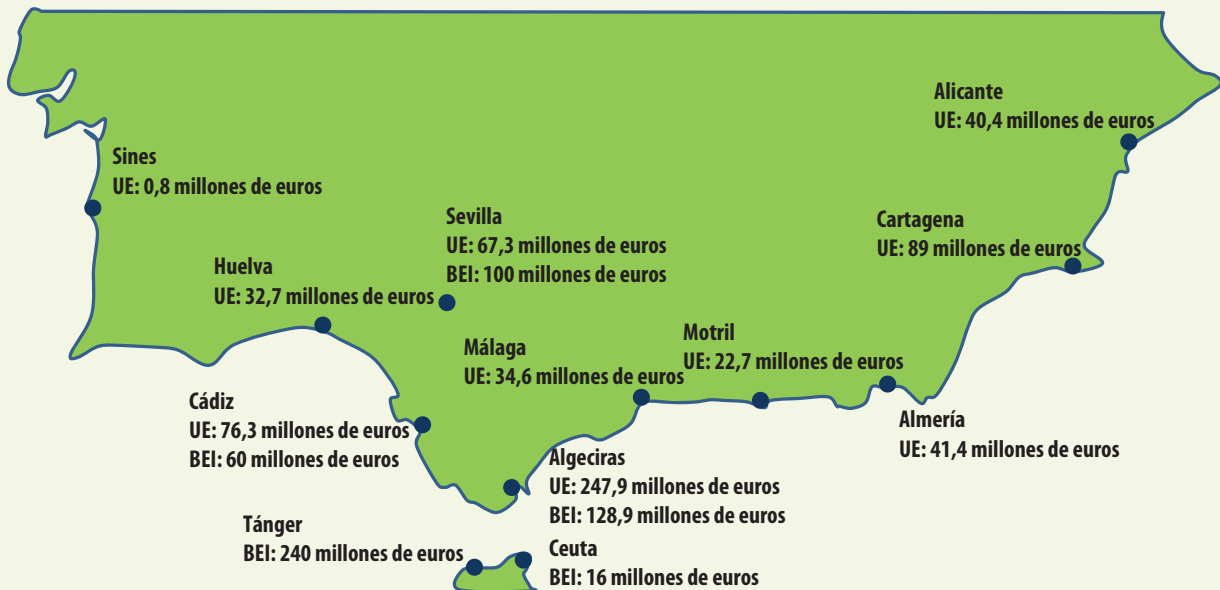 Alicante
UE: 40,4 millones de euros
Sines
UE: 0,8 millones de euros
Sevilla
UE: 67,3 millones de euros
BEI: 100 millones de euros
Cartagena
UE: 89 millones de euros
Huelva
UE: 32,7 millones de euros
Málaga
UE: 34,6 millones de euros
Motril
UE: 22,7 millones de euros
Cádiz
UE: 76,3 millones de euros
BEI: 60 millones de euros
Almería
UE: 41,4 millones de euros
Algeciras
UE: 247,9 millones de euros
BEI: 128,9 millones de euros
Tánger
BEI: 240 millones de euros
Ceuta
BEI: 16 millones de euros